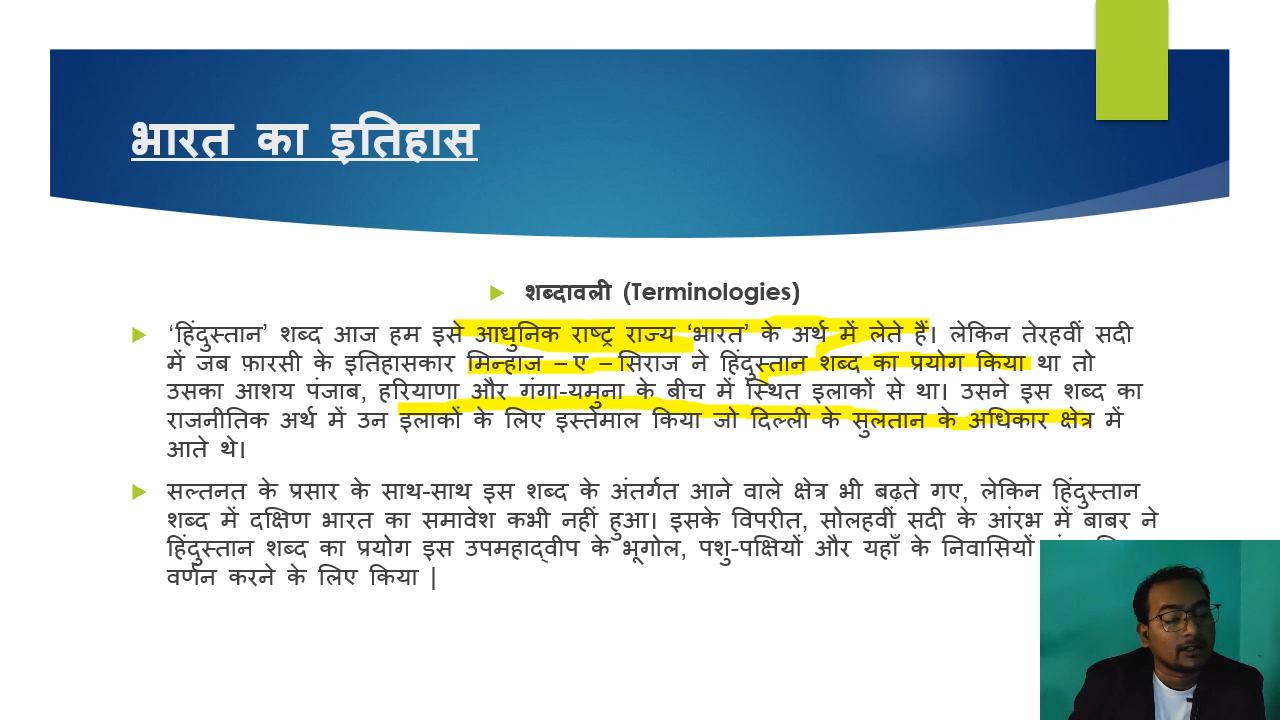 भारत का इतिहास
शब्दावली (Terminologies)
‘हिंदुस्तान’ शब्द आज हम इसे आधुनिक राष्ट्र राज्य ‘भारत’ के अर्थ में लेते हैं। लेकिन तेरहवीं सदी
में जब फ़ारसी के इतिहासकार मिन्हाज – ए – सिराज ने हिंदुस्तान शब्द का प्रयोग किया था तो
उसका आशय पंजाब, हरियाणा और गंगा-यमुना के बीच में स्थित इलाकों से था। उसने इस शब्द का
राजनीतिक अर्थ में उन इलाकों के लिए इस्तेमाल किया जो दिल्ली के सुलतान के अधिकार क्षेत्र में
आते थे।
सल्तनत के प्रसार के साथ-साथ इस शब्द के अंतर्गत आने वाले क्षेत्र भी बढ़ते गए, लेकिन हिंदुस्तान
शब्द में दक्षिण भारत का समावेश कभी नहीं हुआ। इसके विपरीत, सोलहवीं सदी के आंरभ में बाबर ने
हिंदुस्तान शब्द का प्रयोग इस उपमहाद्वीप के भूगोल, पशु-पक्षियों और यहाँ के निवासियों
वर्णन करने के लिए किया |